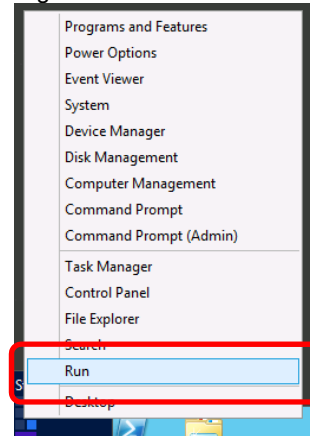 Programs and Features
Power Options
Event Viewer
System
Device Manager
Disk Management
Computer Management
Command Prompt
Command Prompt (Admin)
Task Manager
Control Panel
File Explorer
Search
Run
Desktop